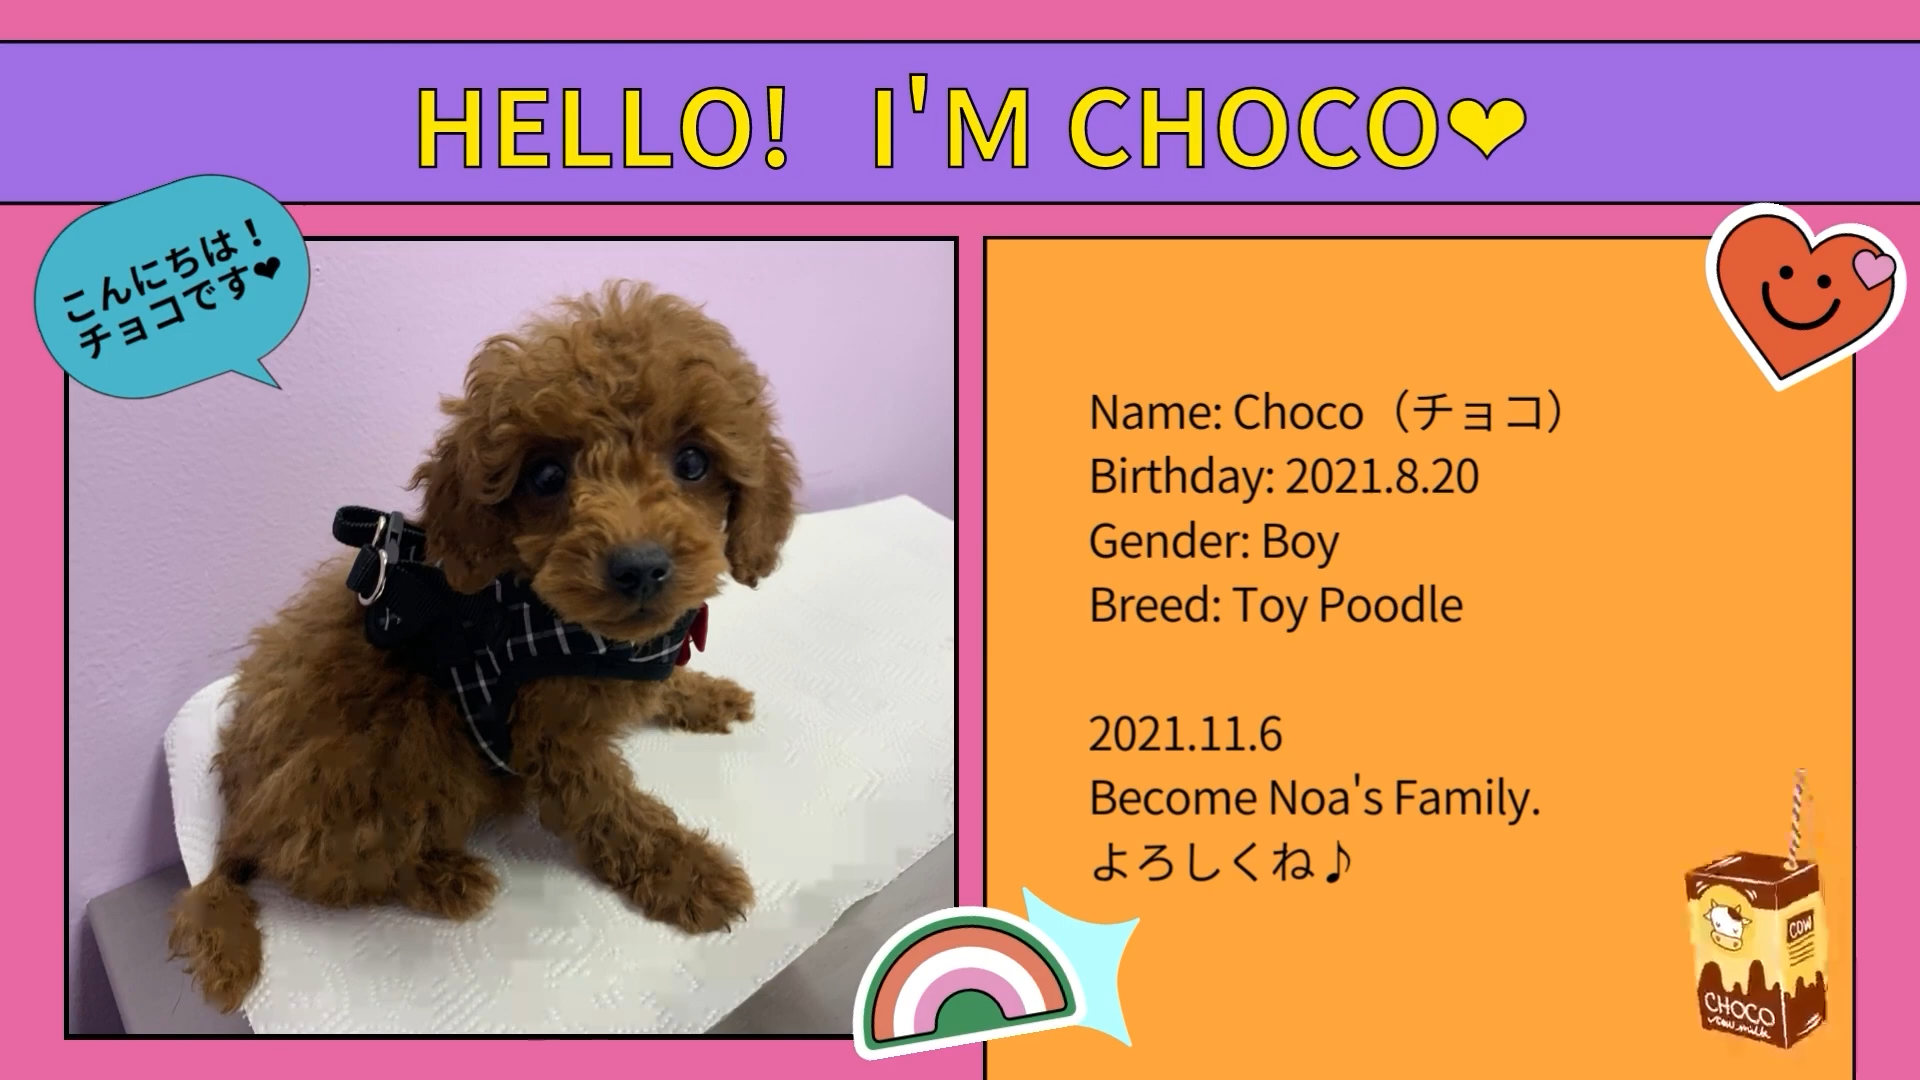 HELLO! I'M CHOCO❤
こんにちは！
チョコです❤
Name: Choco（チョコ）
Birthday: 2021.8.20
Gender: Boy
Breed: Toy Poodle
2021.11.6
Become Noa's Family.
よろしくね♪
COW
CHOCO